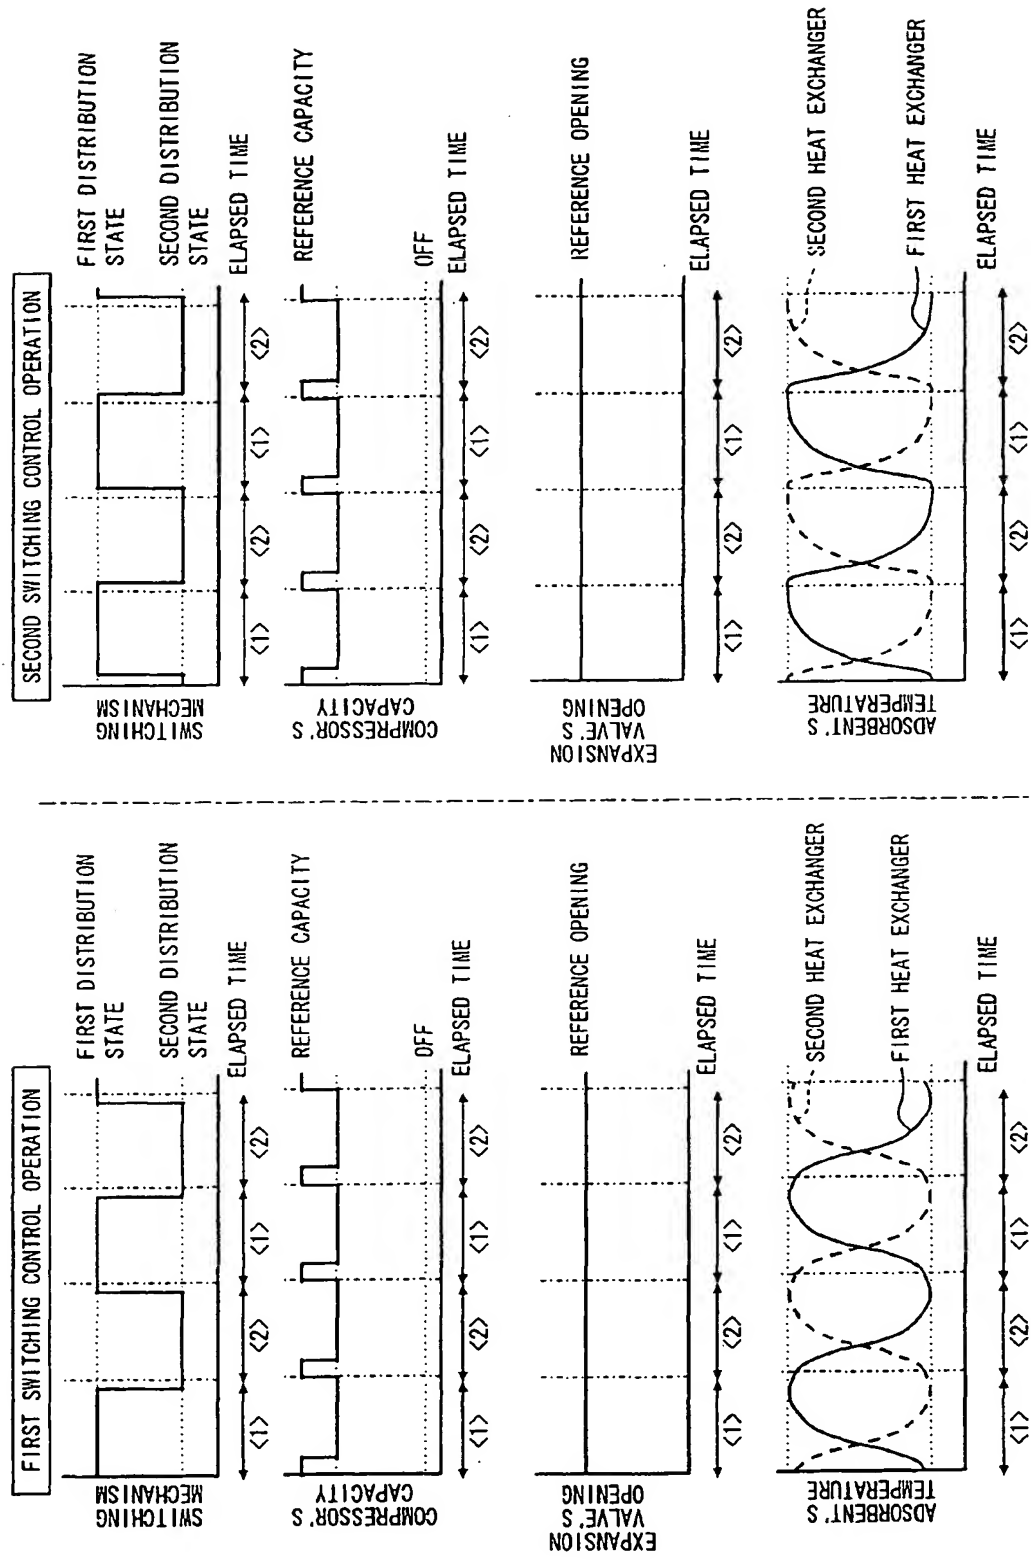 FIRST SWITCHING CONTROL OPERATION
SWITCHING
MECHANISM
FIRST DISTRIBUTION
STATE
SECOND DISTRIBUTION
STATE
<1>
<2>
<1>
<2>
ELAPSED TIME
COMPRESSOR'S
CAPACITY
REFERENCE CAPACITY
OFF
<1>
<2>
<1>
<2>
ELAPSED TIME
EXPANSION
VALVE'S
OPENING
REFERENCE OPENING
<1>
<2>
<1>
<2>
ELAPSED TIME
ADSORBENT'S
TEMPERATURE
SECOND HEAT EXCHANGER
FIRST HEAT EXCHANGER
<1>
<2>
<1>
<2>
ELAPSED TIME
SECOND SWITCHING CONTROL OPERATION
SWITCHING
MECHANISM
FIRST DISTRIBUTION
STATE
SECOND DISTRIBUTION
STATE
<1>
<2>
<1>
<2>
ELAPSED TIME
COMPRESSOR'S
CAPACITY
REFERENCE CAPACITY
OFF
<1>
<2>
<1>
<2>
ELAPSED TIME
EXPANSION
VALVE'S
OPENING
REFERENCE OPENING
<1>
<2>
<1>
<2>
ELAPSED TIME
ADSORBENT'S
TEMPERATURE
SECOND HEAT EXCHANGER
FIRST HEAT EXCHANGER
<1>
<2>
<1>
<2>
ELAPSED TIME